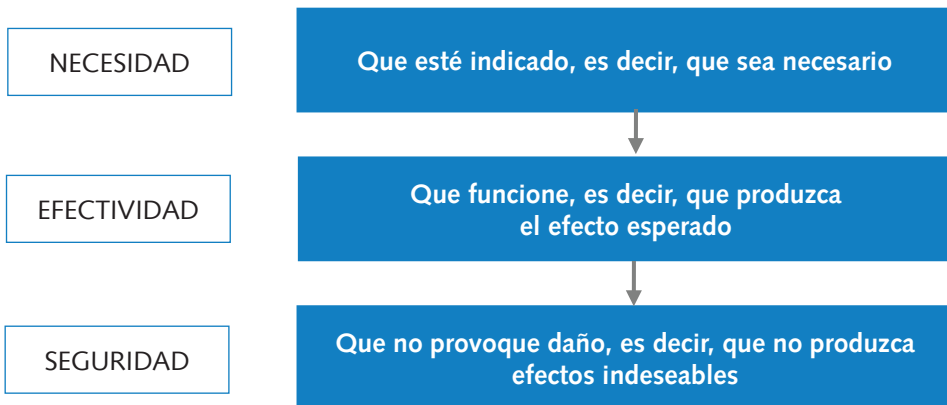 NECESIDAD
Que esté indicado, es decir, que sea necesario
EFECTIVIDAD
Que funcione, es decir, que produzca
el efecto esperado
SEGURIDAD
Que no provoque daño, es decir, que no produzca
efectos indeseables